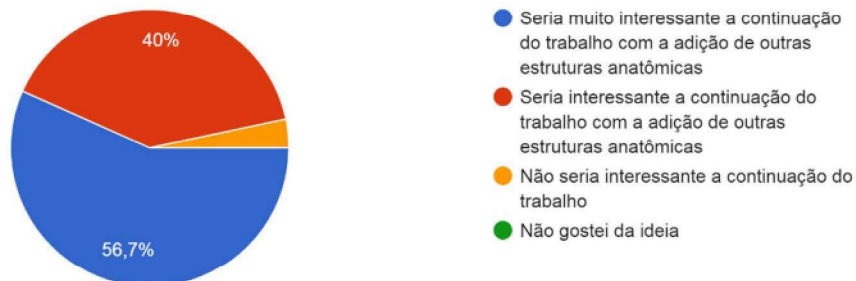 40%
56,7%
Seria muito interessante a continuação
do trabalho com a adição de outras
estruturas anatômicas
Seria interessante a continuação do
trabalho com a adição de outras
estruturas anatômicas
Não seria interessante a continuação do
trabalho
Não gostei da ideia